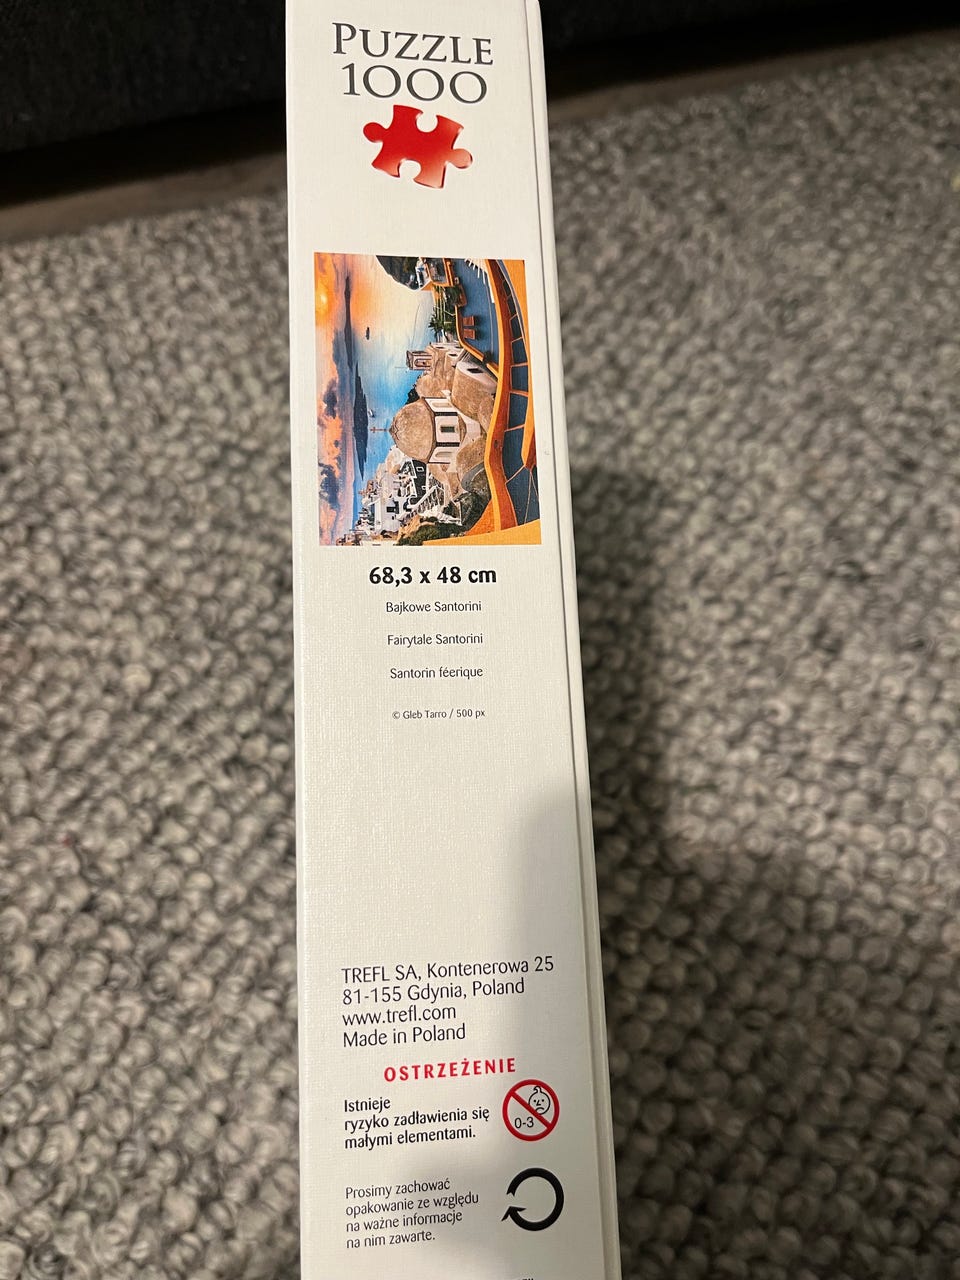 PUZZLE
1000
68,3 x 48 cm
Bajkowe Santorini
Fairytale Santorini
Santorin féerique
© Gleb Tarro / 500 px
TREFL SA, Kontenerowa 25
81-155 Gdynia, Poland
www.trefl.com
Made in Poland
OSTRZEŻENIE
Istnieje
ryzyko zadławienia się
małymi elementami.
0-3
Prosimy zachować
opakowanie ze względu
na ważne informacje
na nim zawarte.